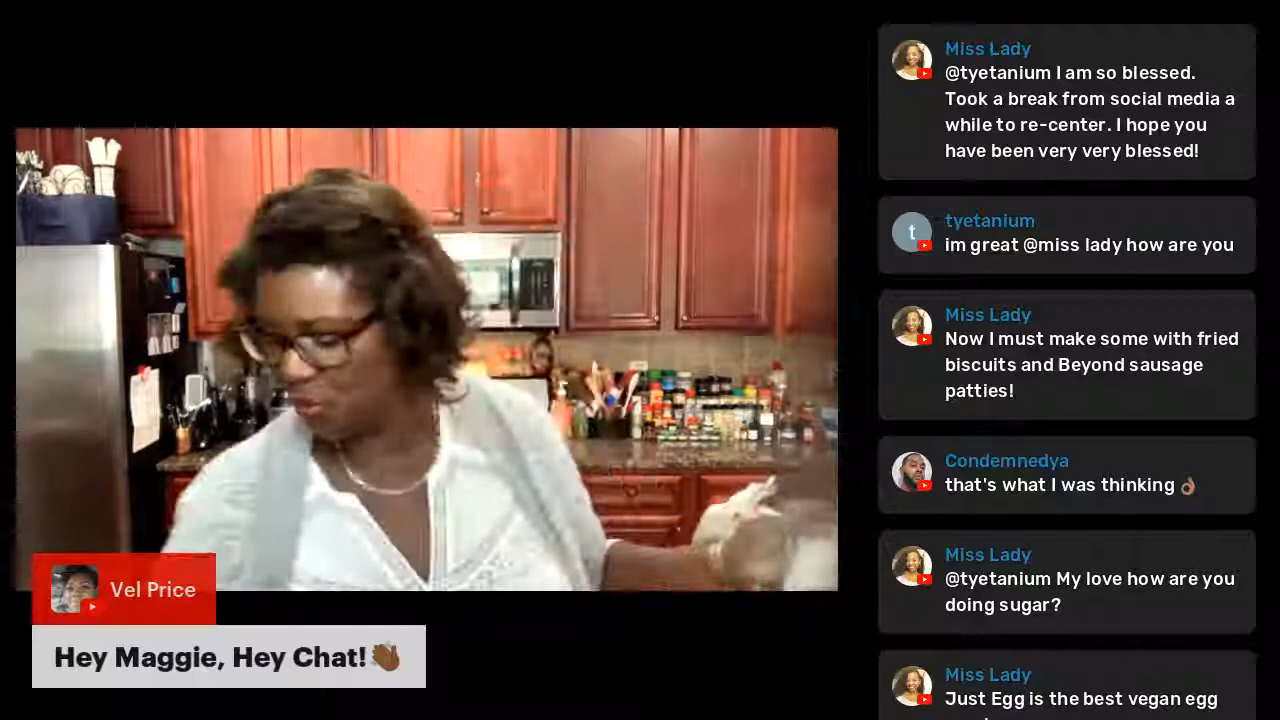 Miss Lady
@tyetanium I am so blessed.
Took a break from social media a
while to re-center. I hope you
have been very very blessed!
t
tyetanium
im great @miss lady how are you
Miss Lady
Now I must make some with fried
biscuits and Beyond sausage
patties!
Condemnedya
that's what I was thinking 👌🏽
Miss Lady
@tyetanium My love how are you
doing sugar?
Miss Lady
Just Egg is the best vegan egg
Vel Price
Hey Maggie, Hey Chat!👋🏾